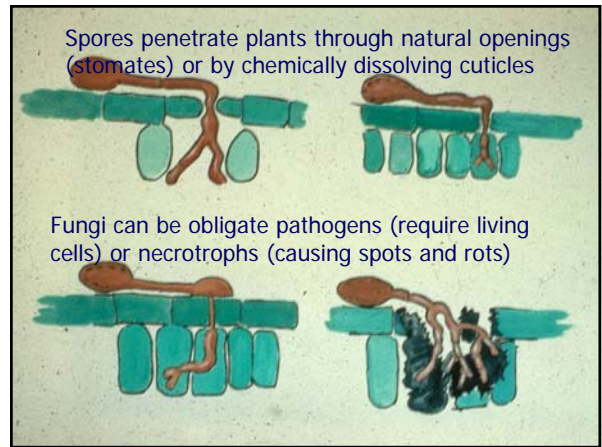 Spores penetrate plants through natural openings
(stomates) or by chemically dissolving cuticles
Fungi can be obligate pathogens (require living
cells) or necrotrophs (causing spots and rots)